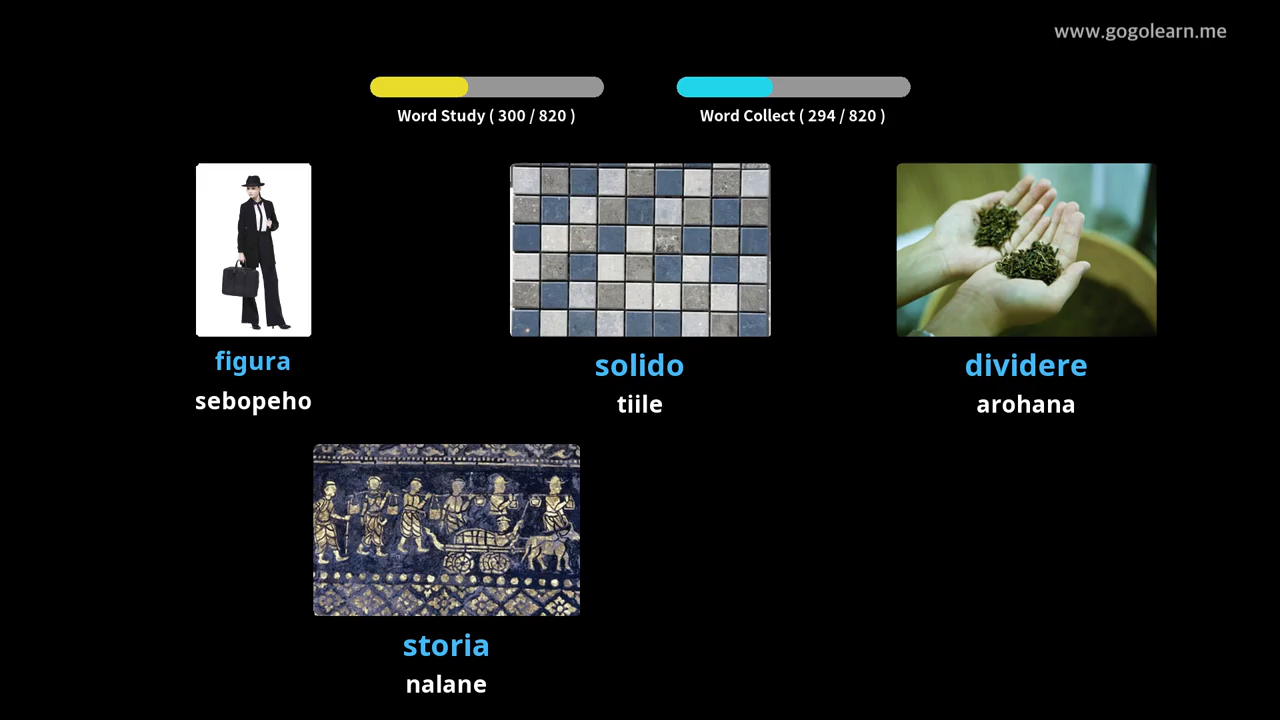 www.gogolearn.me
Word Study ( 300 / 820 )
Word Collect ( 294 / 820 )
figura
sebopeho
solido
tiile
dividere
arohana
storia
nalane